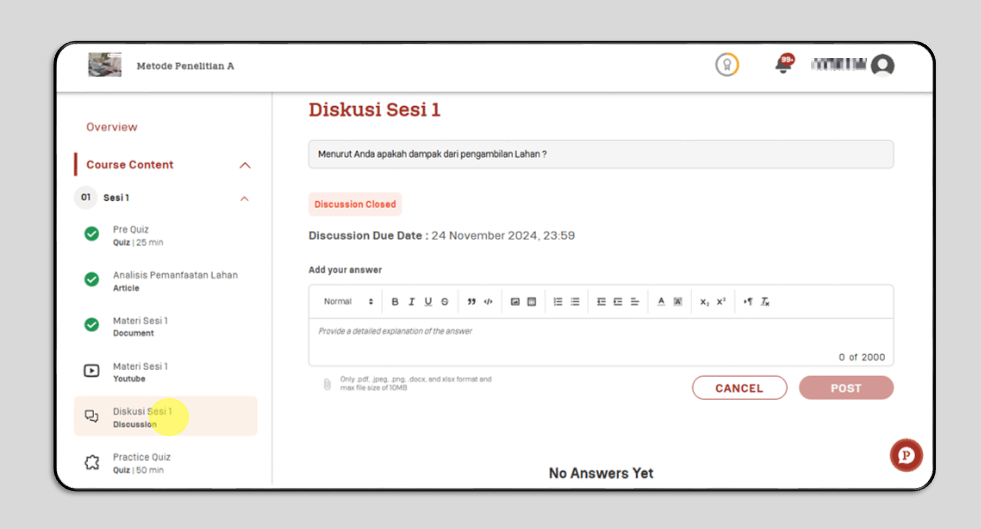 Metode Penelitian A
99+
Overview
Course Content
01 Sesi 1
Pre Quiz
Quiz | 25 min
Analisis Pemanfaatan Lahan
Article
Materi Sesi 1
Document
Materi Sesi 1
Youtube
Diskusi Sesi 1
Discussion
Practice Quiz
Quiz | 50 min
Diskusi Sesi 1
Menurut Anda apakah dampak dari pengambilan Lahan ?
Discussion Closed
Discussion Due Date : 24 November 2024, 23:59
Add your answer
Normal B I U S A A X₂ X²
Provide a detailed explanation of the answer
0 of 2000
Only .pdf, .jpeg, .png, .docx, and xlsx format and
max file size of 10MB
CANCEL POST
No Answers Yet
P